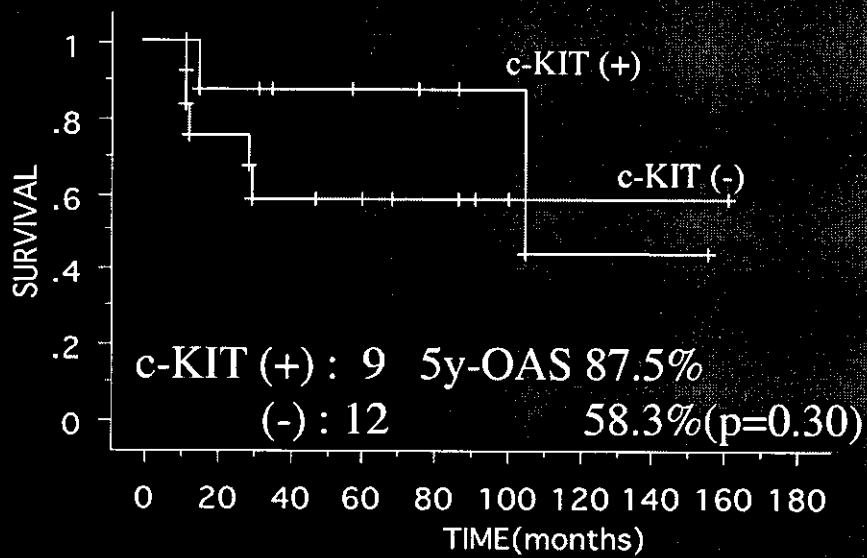 1
.8
.6
.4
.2
0
SURVIVAL
c-KIT (+)
c-KIT (-)
c-KIT (+) : 9 5y-OAS 87.5%
(-) : 12 58.3%(p=0.30)
0 20 40 60 80 100 120 140 160 180
TIME(months)